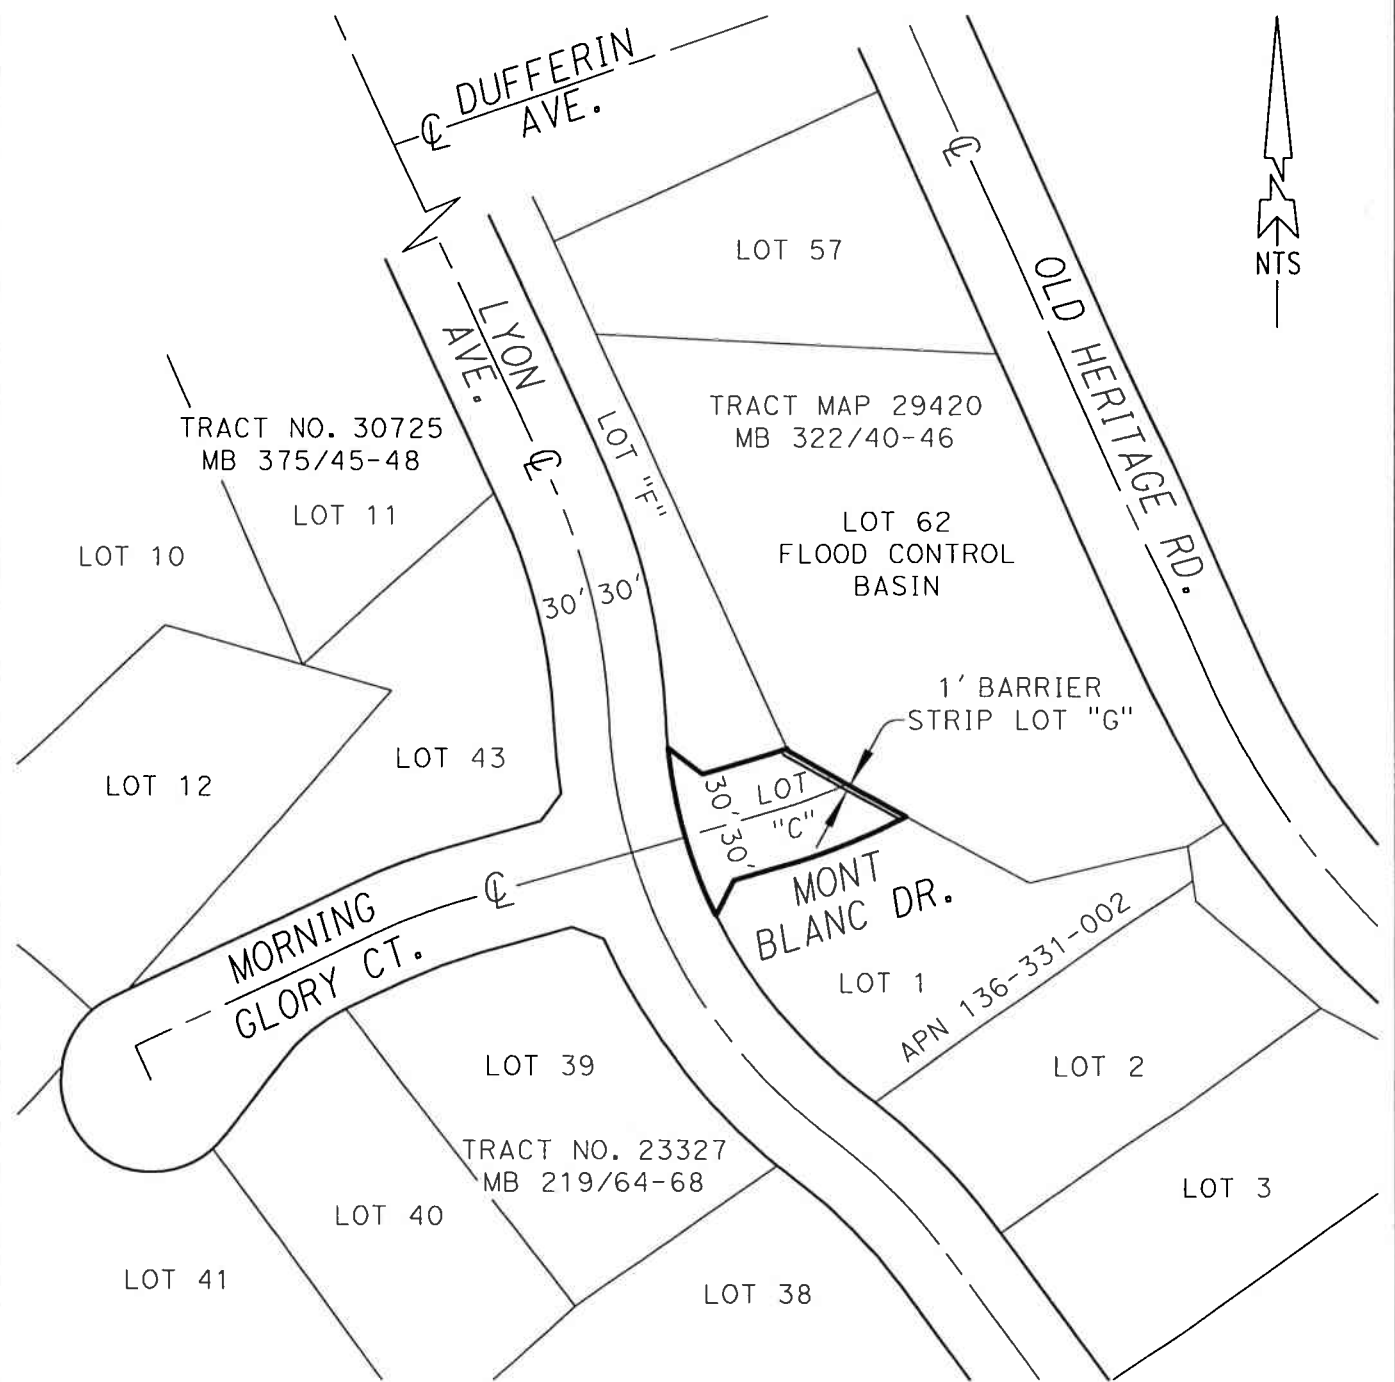 ℄ DUFFERIN
AVE.
℄
NTS
LOT 57
OLD HERITAGE RD.
LYON
AVE.
℄
TRACT NO. 30725
MB 375/45-48
LOT 11
LOT 10
LOT "F"
TRACT MAP 29420
MB 322/40-46
LOT 62
FLOOD CONTROL
BASIN
30' 30'
1' BARRIER
STRIP LOT "G"
LOT 43
LOT 12
30' 30'
LOT
"C"
MONT
BLANC DR.
℄
MORNING
GLORY CT.
LOT 1
APN 136-331-002
LOT 39
LOT 2
TRACT NO. 23327
MB 219/64-68
LOT 3
LOT 40
LOT 41
LOT 38